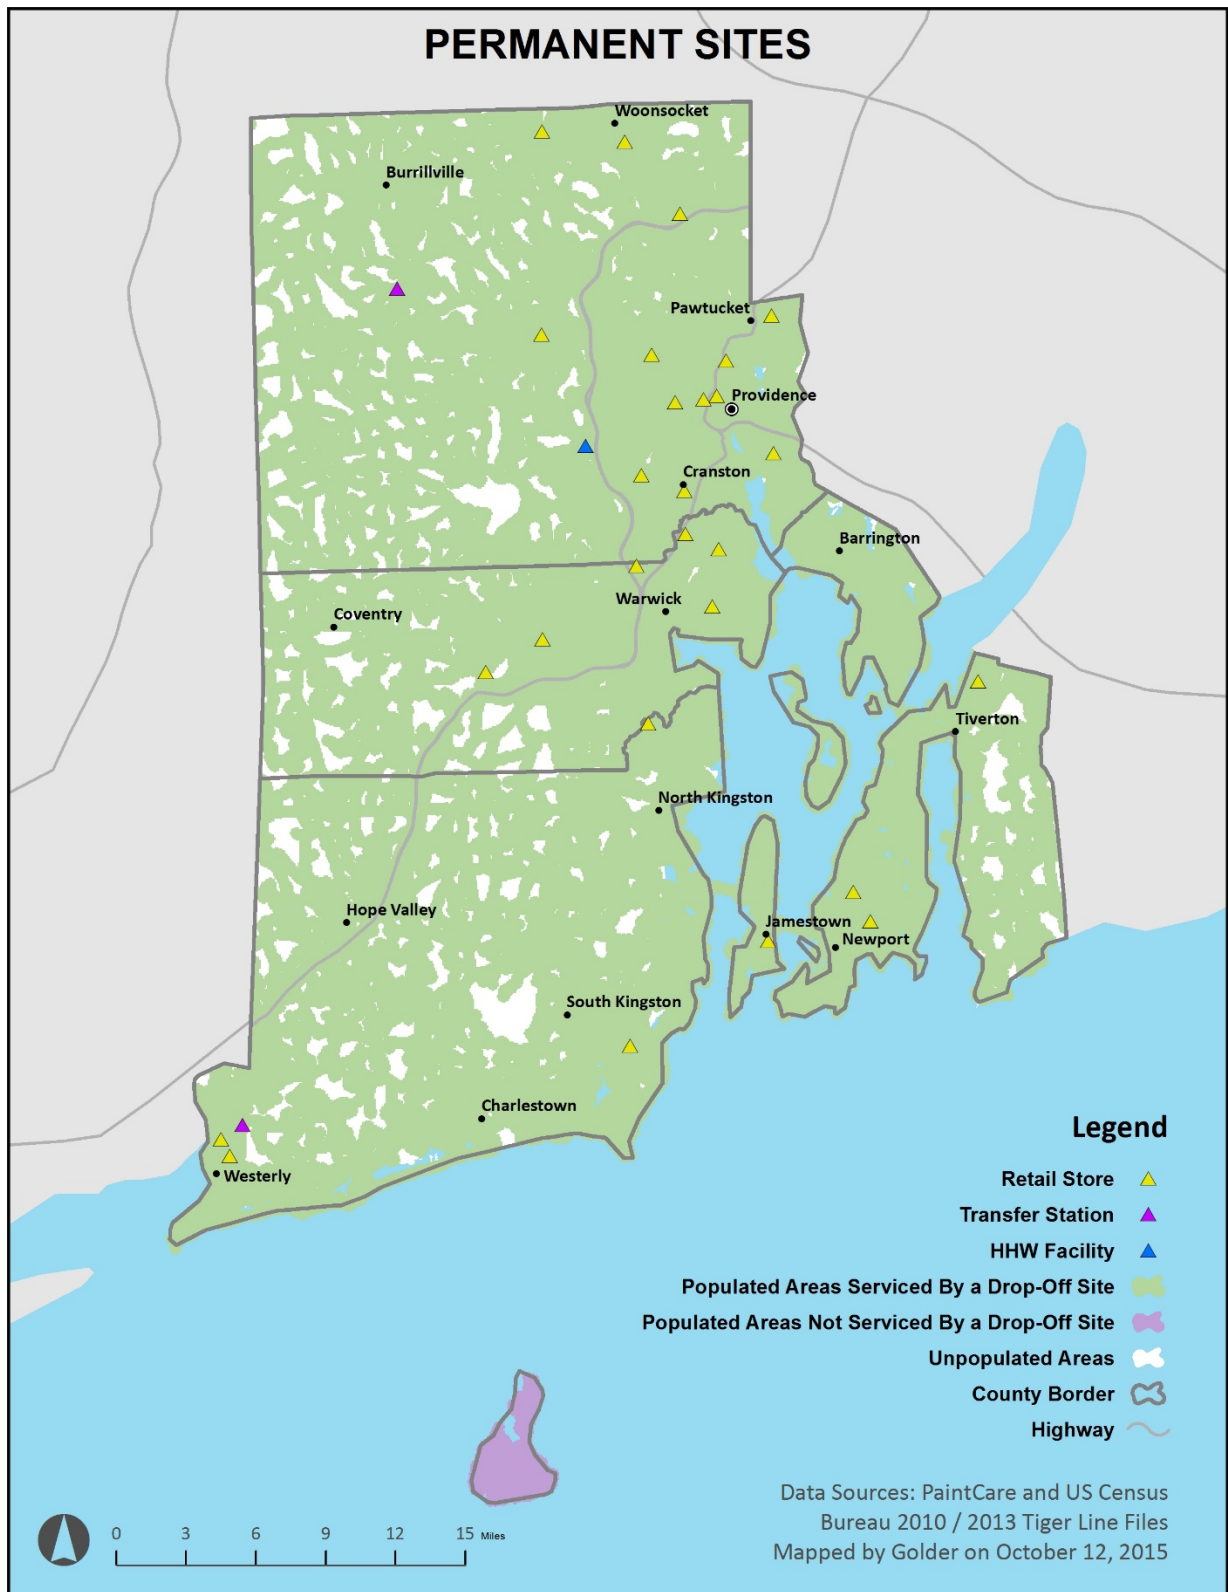 PERMANENT SITES
Woonsocket
Burrillville
Pawtucket
Providence
Cranston
Barrington
Warwick
Coventry
Tiverton
North Kingston
Hope Valley
Jamestown
Newport
South Kingston
Charlestown
Westerly
Legend
Retail Store
Transfer Station
HHW Facility
Populated Areas Serviced By a Drop-Off Site
Populated Areas Not Serviced By a Drop-Off Site
Unpopulated Areas
County Border
Highway
Data Sources: PaintCare and US Census
Bureau 2010 / 2013 Tiger Line Files
Mapped by Golder on October 12, 2015
0 3 6 9 12 15 Miles